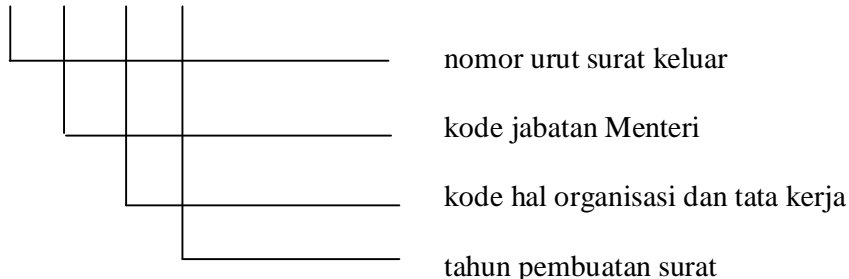 nomor urut surat keluar
kode jabatan Menteri
kode hal organisasi dan tata kerja
tahun pembuatan surat